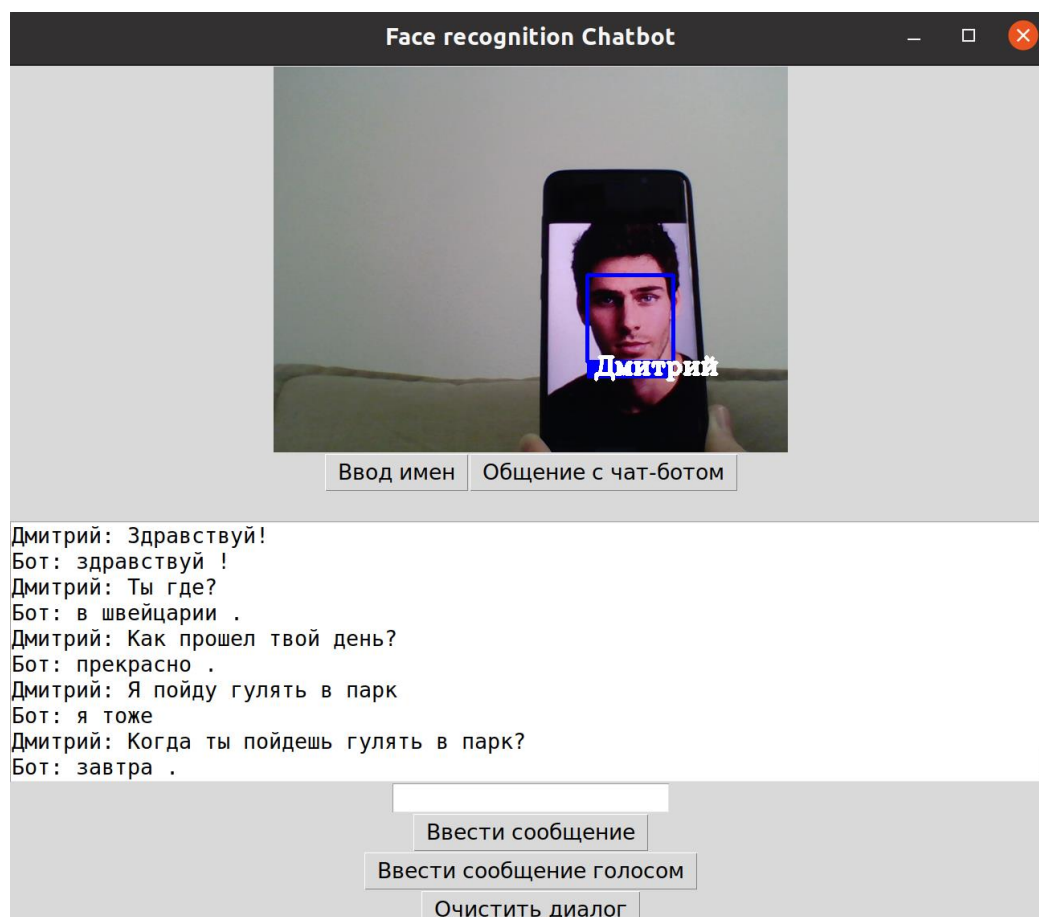 Face recognition Chatbot
Дмитрий
Ввод имен Общение с чат-ботом
Дмитрий: Здравствуй!
Бот: здравствуй !
Дмитрий: Ты где?
Бот: в швейцарии .
Дмитрий: Как прошел твой день?
Бот: прекрасно .
Дмитрий: Я пойду гулять в парк
Бот: я тоже
Дмитрий: Когда ты пойдешь гулять в парк?
Бот: завтра .
Ввести сообщение
Ввести сообщение голосом
Очистить диалог